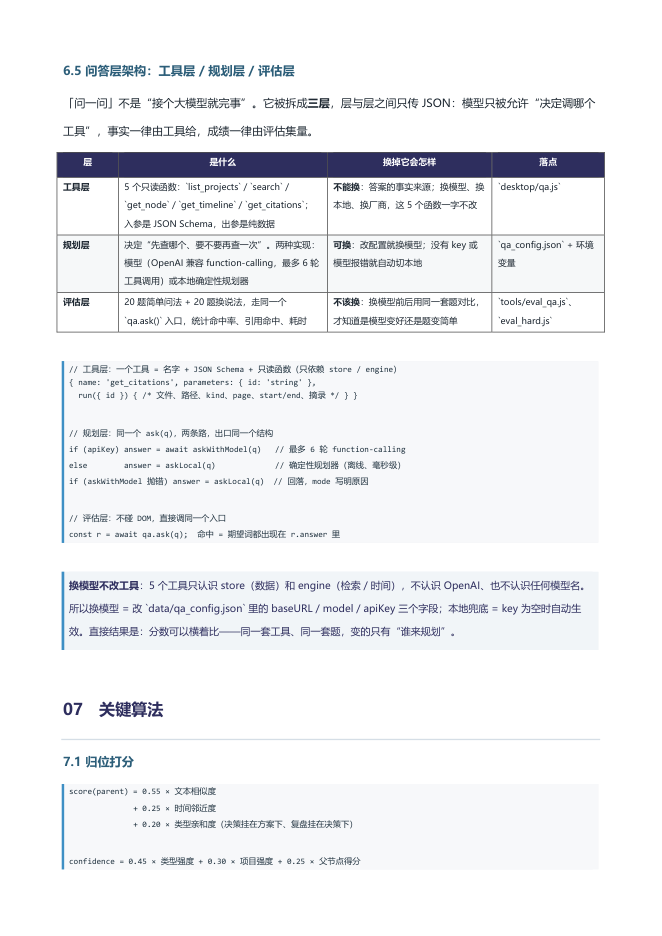 6.5 问答层架构：工具层 / 规划层 / 评估层
「问一问」不是“接个大模型就完事”。它被拆成三层，层与层之间只传 JSON：模型只被允许“决定调哪个
工具”，事实一律由工具给，成绩一律由评估集量。
层 是什么 换掉它会怎样 落点
工具层 5 个只读函数：`list_projects` / `search` / 不能换：答案的事实来源；换模型、换 `desktop/qa.js`
`get_node` / `get_timeline` / `get_citations`； 本地、换厂商，这 5 个函数一字不改
入参是 JSON Schema，出参是纯数据
规划层 决定“先查哪个、要不要再查一次”。两种实现： 可换：改配置就换模型；没有 key 或 `qa_config.json` + 环境
模型（OpenAI 兼容 function-calling，最多 6 轮 模型报错就自动切本地 变量
工具调用）或本地确定性规划器
评估层 20 题简单问法 + 20 题换说法，走同一个 不该换：换模型前后用同一套题对比， `tools/eval_qa.js`、
`qa.ask()` 入口，统计命中率、引用命中、耗时 才知道是模型变好还是题变简单 `eval_hard.js`
// 工具层：一个工具 = 名字 + JSON Schema + 只读函数（只依赖 store / engine）
{ name: 'get_citations', parameters: { id: 'string' },
run({ id }) { /* 文件、路径、kind、page、start/end、摘录 */ } }
// 规划层：同一个 ask(q)，两条路，出口同一个结构
if (apiKey) answer = await askWithModel(q) // 最多 6 轮 function-calling
else answer = askLocal(q) // 确定性规划器（离线、毫秒级）
if (askWithModel 抛错) answer = askLocal(q) // 回落，mode 写明原因
// 评估层：不碰 DOM，直接调同一个入口
const r = await qa.ask(q); 命中 = 期望词都出现在 r.answer 里
换模型不改工具：5 个工具只认识 store（数据）和 engine（检索 / 时间），不认识 OpenAI、也不认识任何模型名。
所以换模型 = 改 `data/qa_config.json` 里的 baseURL / model / apiKey 三个字段；本地兜底 = key 为空时自动生
效。直接结果是：分数可以横着比——同一套工具、同一套题，变的只有“谁来规划”。
07 关键算法
7.1 归位打分
score(parent) = 0.55 × 文本相似度
+ 0.25 × 时间邻近度
+ 0.20 × 类型亲和度（决策挂在方案下、复盘挂在决策下）
confidence = 0.45 × 类型强度 + 0.30 × 项目强度 + 0.25 × 父节点得分